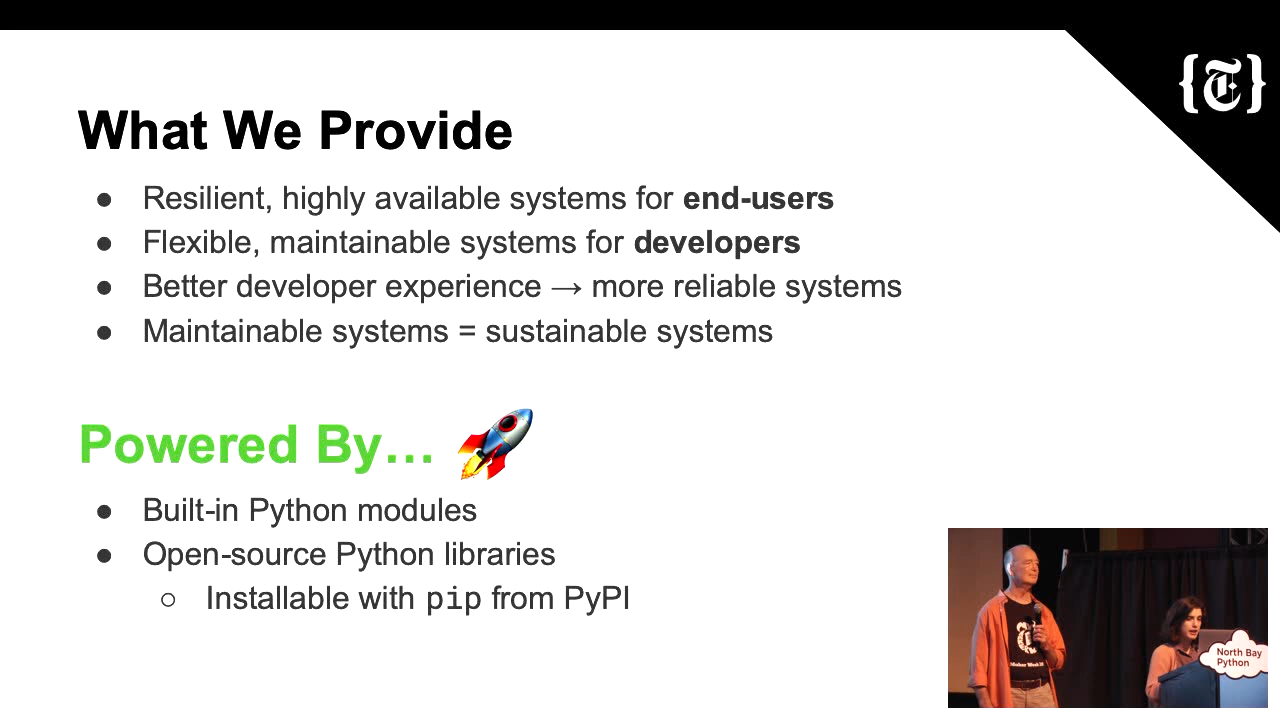 {T}
What We Provide
● Resilient, highly available systems for end-users
● Flexible, maintainable systems for developers
● Better developer experience → more reliable systems
● Maintainable systems = sustainable systems
Powered By… 🚀
● Built-in Python modules
● Open-source Python libraries
○ Installable with pip from PyPI
T
North Bay
Python